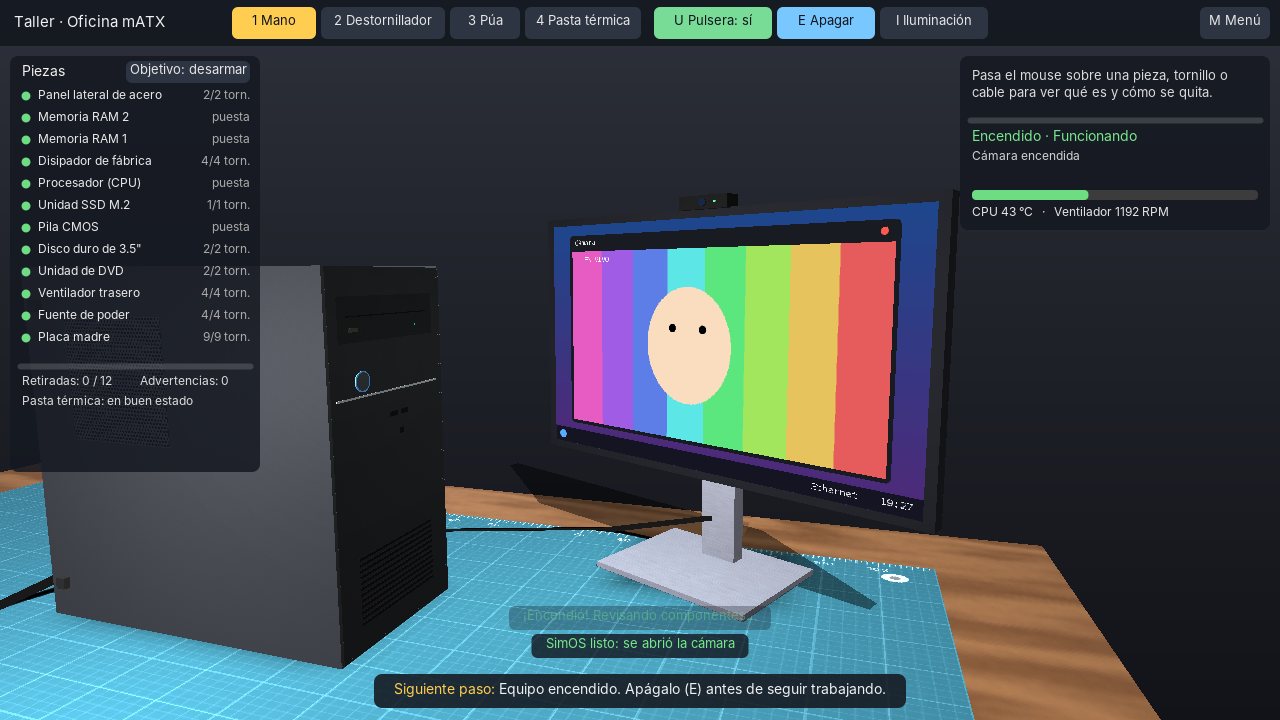 Taller · Oficina mATX
1 Mano
2 Destornillador
3 Púa
4 Pasta térmica
U Pulsera: sí
E Apagar
I Iluminación
M Menú
Piezas
Objetivo: desarmar
Panel lateral de acero 2/2 torn.
Memoria RAM 2 puesta
Memoria RAM 1 puesta
Disipador de fábrica 4/4 torn.
Procesador (CPU) puesta
Unidad SSD M.2 1/1 torn.
Pila CMOS puesta
Disco duro de 3.5" 2/2 torn.
Unidad de DVD 2/2 torn.
Ventilador trasero 4/4 torn.
Fuente de poder 4/4 torn.
Placa madre 9/9 torn.
Retiradas: 0 / 12 Advertencias: 0
Pasta térmica: en buen estado
Pasa el mouse sobre una pieza, tornillo o
cable para ver qué es y cómo se quita.
Encendido · Funcionando
Cámara encendida
CPU 43 °C · Ventilador 1192 RPM
Cámara
Ethernet 19:27
¡Encendió! Revisando componentes...
SimOS listo: se abrió la cámara
Siguiente paso: Equipo encendido. Apágalo (E) antes de seguir trabajando.